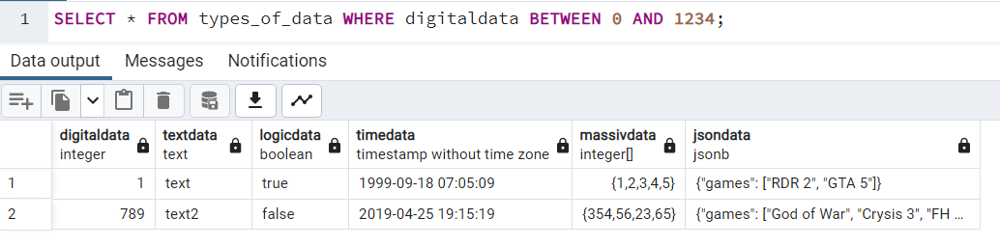 1 SELECT * FROM types_of_data WHERE digitaldata BETWEEN 0 AND 1234;
Data output Messages Notifications
digitaldata textdata logicdata timedata massivdata jsondata
integer text boolean timestamp without time zone integer[] jsonb
1 1 text true 1999-09-18 07:05:09 {1,2,3,4,5} {"games": ["RDR 2", "GTA 5"]}
2 789 text2 false 2019-04-25 19:15:19 {354,56,23,65} {"games": ["God of War", "Crysis 3", "FH ...